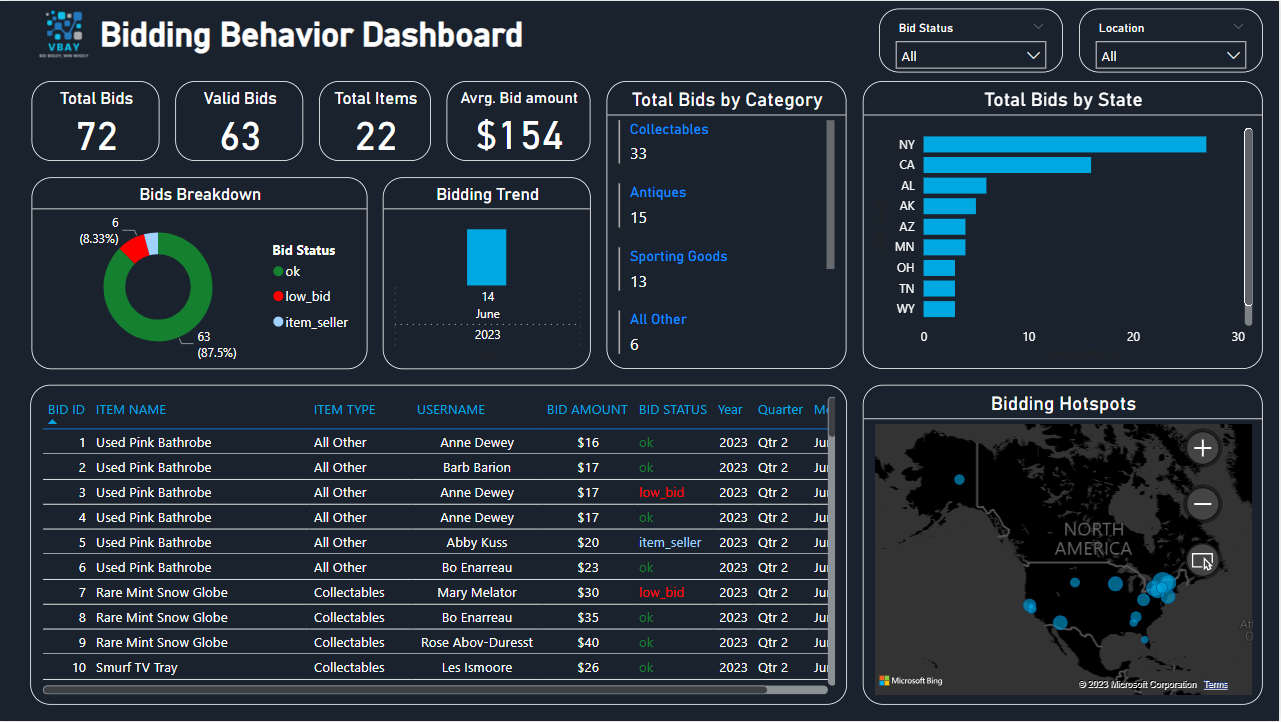 VBAY
BID BOLDLY, WIN WISELY
Bidding Behavior Dashboard
Bid Status
All
Location
All
Total Bids
72
Valid Bids
63
Total Items
22
Avrg. Bid amount
$154
Total Bids by Category
Collectables
33
Antiques
15
Sporting Goods
13
All Other
6
Total Bids by State
NY
CA
AL
AK
AZ
MN
OH
TN
WY
0 10 20 30
Bids Breakdown
6
(8.33%)
63
(87.5%)
Bid Status
ok
low_bid
item_seller
Bidding Trend
14
June
2023
BID ID ITEM NAME ITEM TYPE USERNAME BID AMOUNT BID STATUS Year Quarter Mo
1 Used Pink Bathrobe All Other Anne Dewey $16 ok 2023 Qtr 2 Jun
2 Used Pink Bathrobe All Other Barb Barion $17 ok 2023 Qtr 2 Jun
3 Used Pink Bathrobe All Other Anne Dewey $17 low_bid 2023 Qtr 2 Jun
4 Used Pink Bathrobe All Other Anne Dewey $17 ok 2023 Qtr 2 Jun
5 Used Pink Bathrobe All Other Abby Kuss $20 item_seller 2023 Qtr 2 Jun
6 Used Pink Bathrobe All Other Bo Enarreau $23 ok 2023 Qtr 2 Jun
7 Rare Mint Snow Globe Collectables Mary Melator $30 low_bid 2023 Qtr 2 Jun
8 Rare Mint Snow Globe Collectables Bo Enarreau $35 ok 2023 Qtr 2 Jun
9 Rare Mint Snow Globe Collectables Rose Abov-Duresst $40 ok 2023 Qtr 2 Jun
10 Smurf TV Tray Collectables Les Ismoore $26 ok 2023 Qtr 2 Jun
Bidding Hotspots
NORTH
AMERICA
At
O
Microsoft Bing
© 2023 Microsoft Corporation Terms